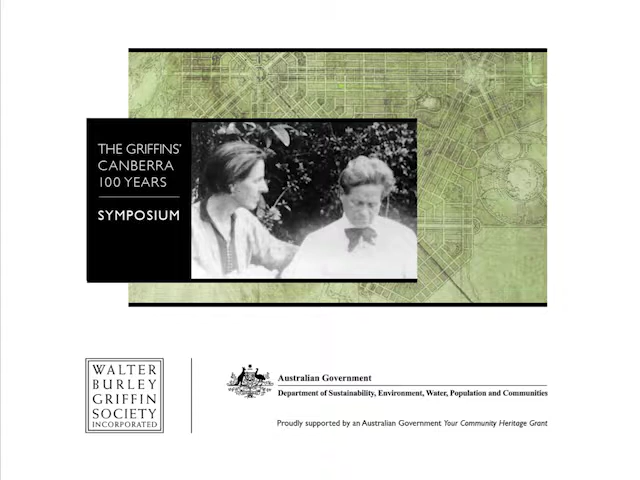 THE GRIFFINS'
CANBERRA
100 YEARS
SYMPOSIUM
WALTER
BURLEY
GRIFFIN
SOCIETY
INCORPORATED
Australian Government
Department of Sustainability, Environment, Water, Population and Communities
Proudly supported by an Australian Government Your Community Heritage Grant